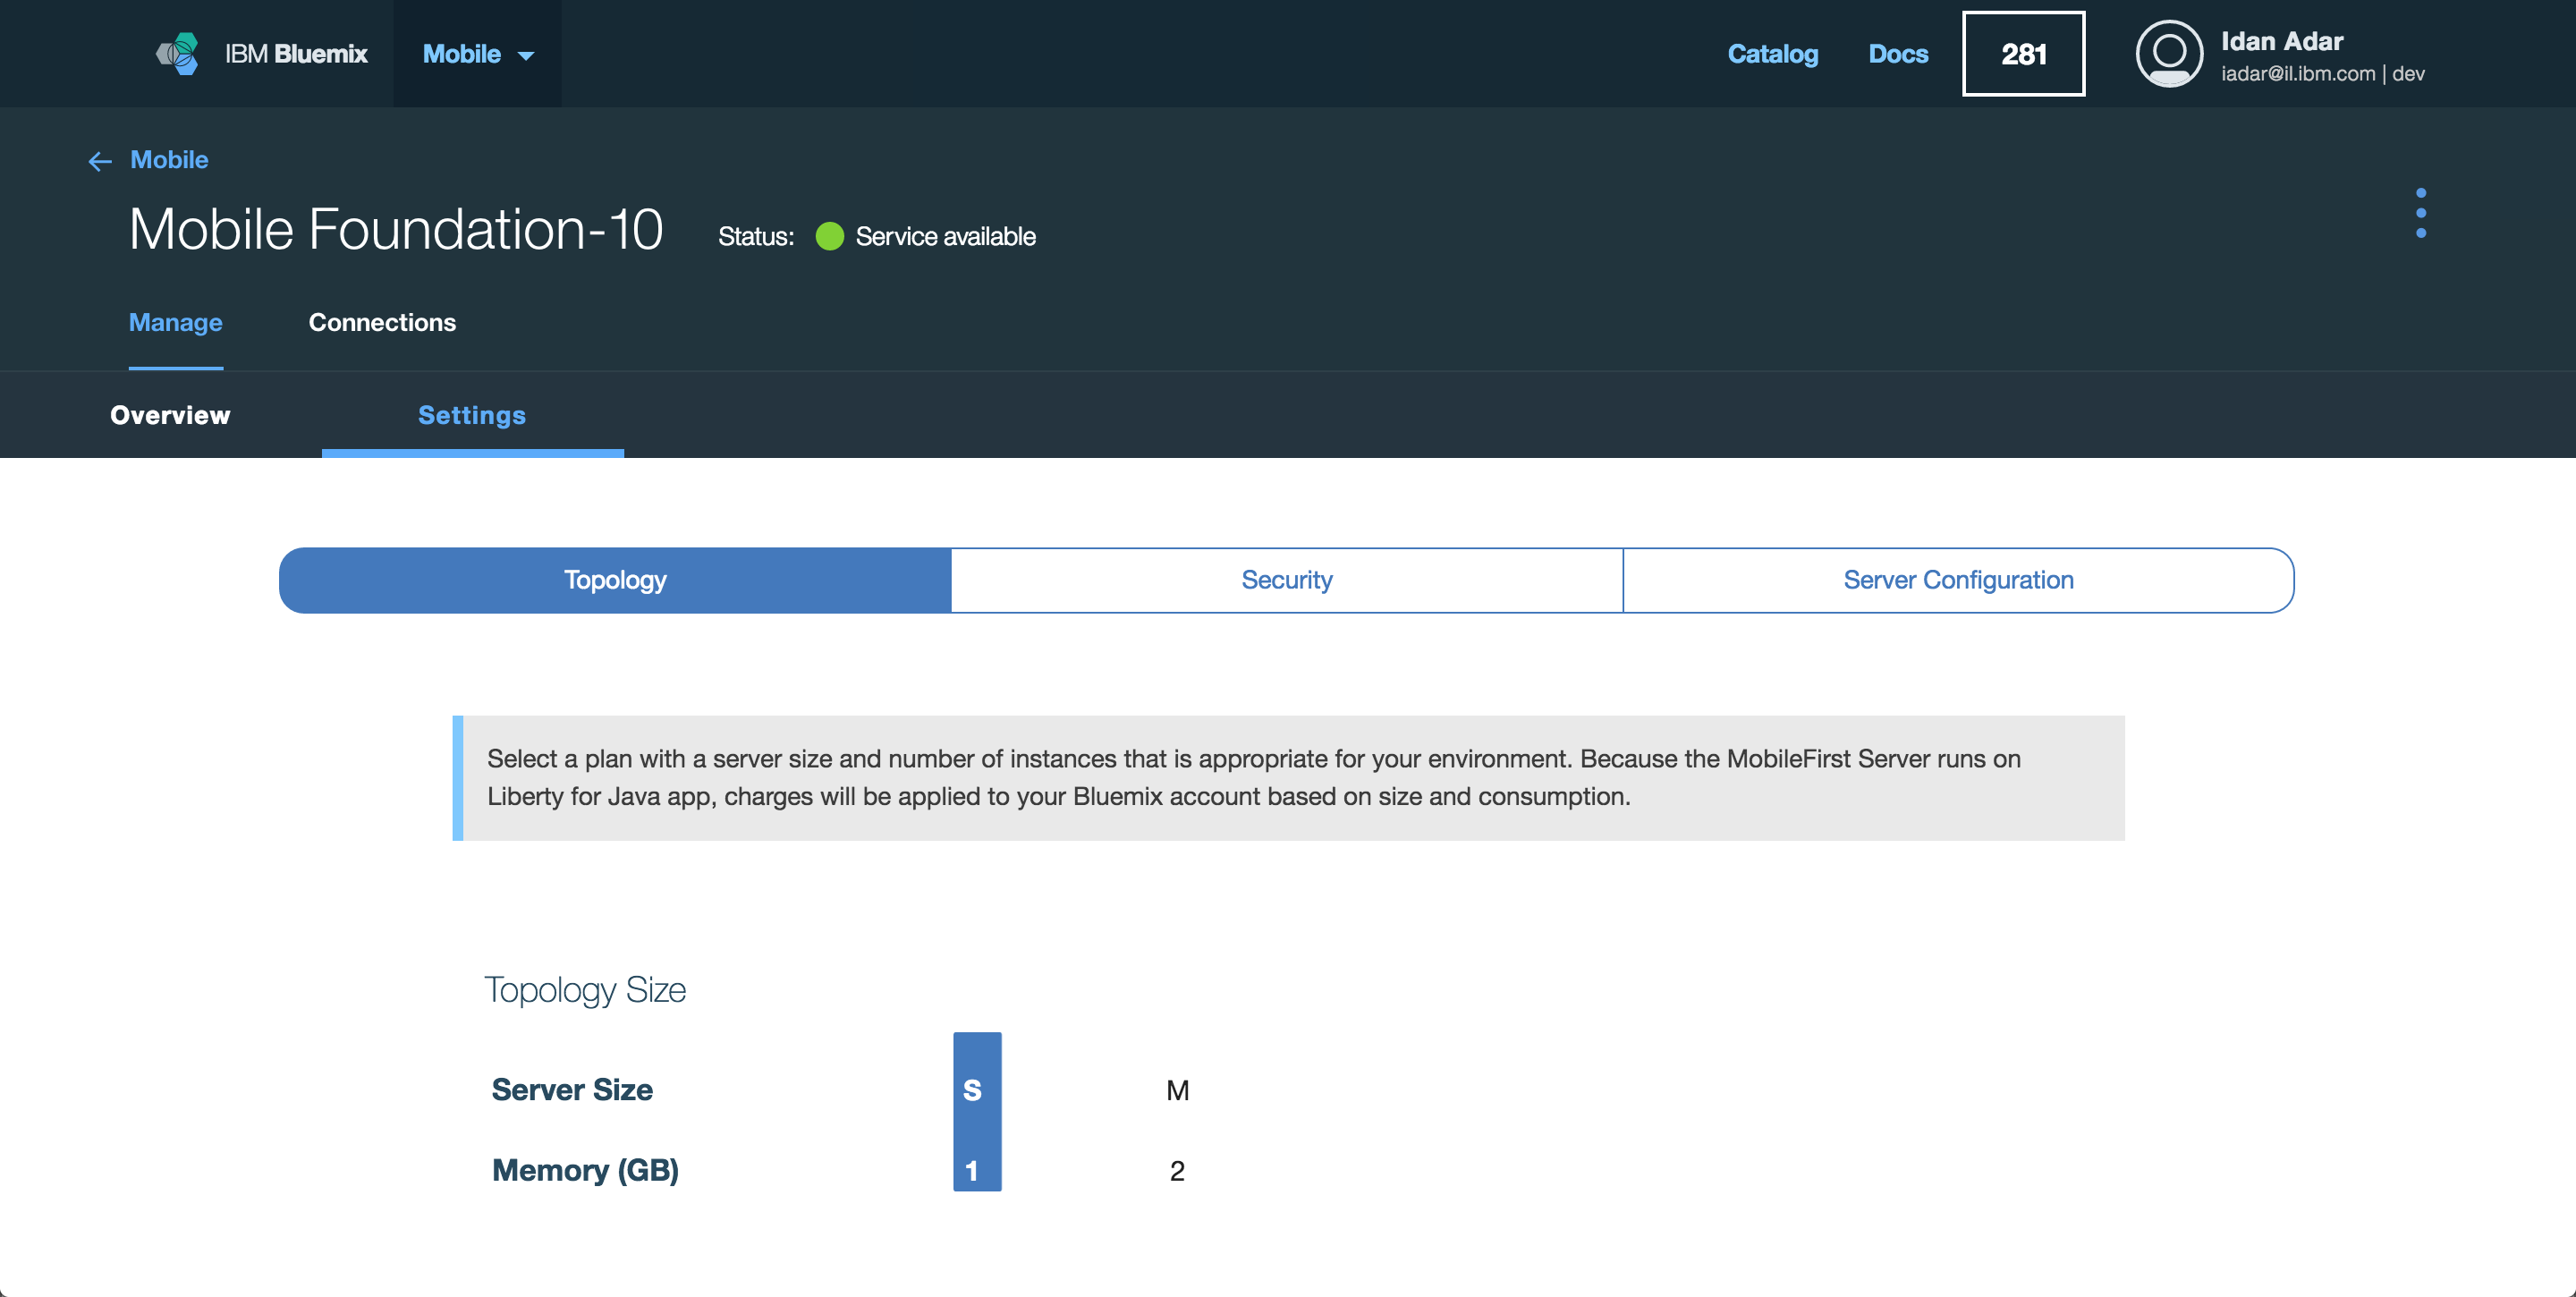 IBM Bluemix Mobile Catalog Docs 281 Idan Adar
iadar@il.ibm.com | dev
Mobile
Mobile Foundation-10 Status: Service available
Manage Connections
Overview Settings
Topology Security Server Configuration
Select a plan with a server size and number of instances that is appropriate for your environment. Because the MobileFirst Server runs on
Liberty for Java app, charges will be applied to your Bluemix account based on size and consumption.
Topology Size
Server Size S M
Memory (GB) 1 2